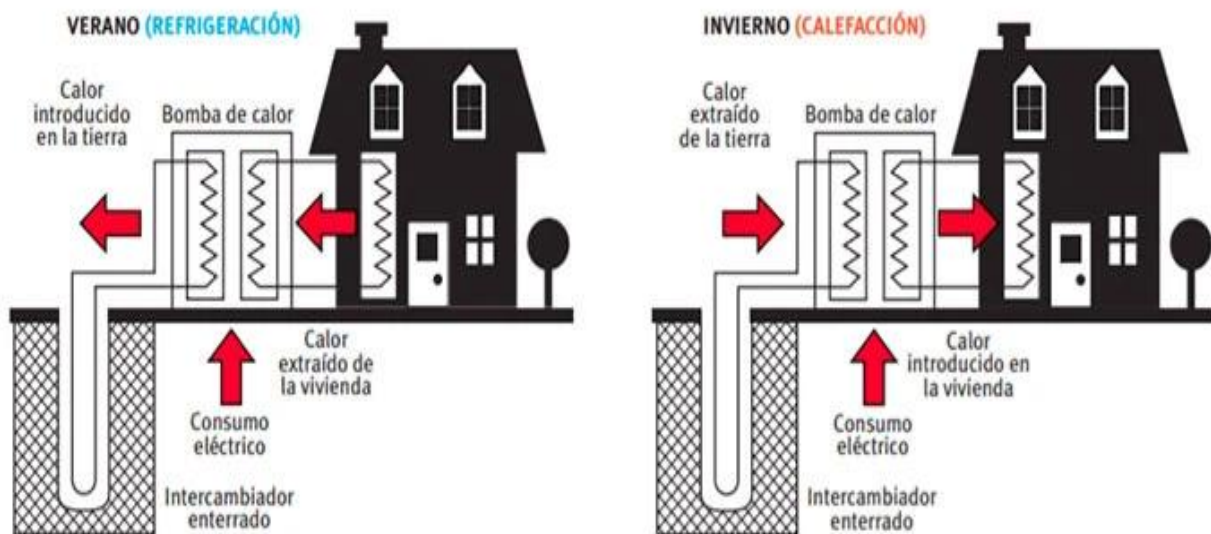 VERANO (REFRIGERACIÓN)
Calor
introducido
en la tierra
Bomba de calor
Calor
extraído de
la vivienda
Consumo
eléctrico
Intercambiador
enterrado
INVIERNO (CALEFACCIÓN)
Calor
extraído
de la tierra
Bomba de calor
Calor
introducido en
la vivienda
Consumo
eléctrico
Intercambiador
enterrado